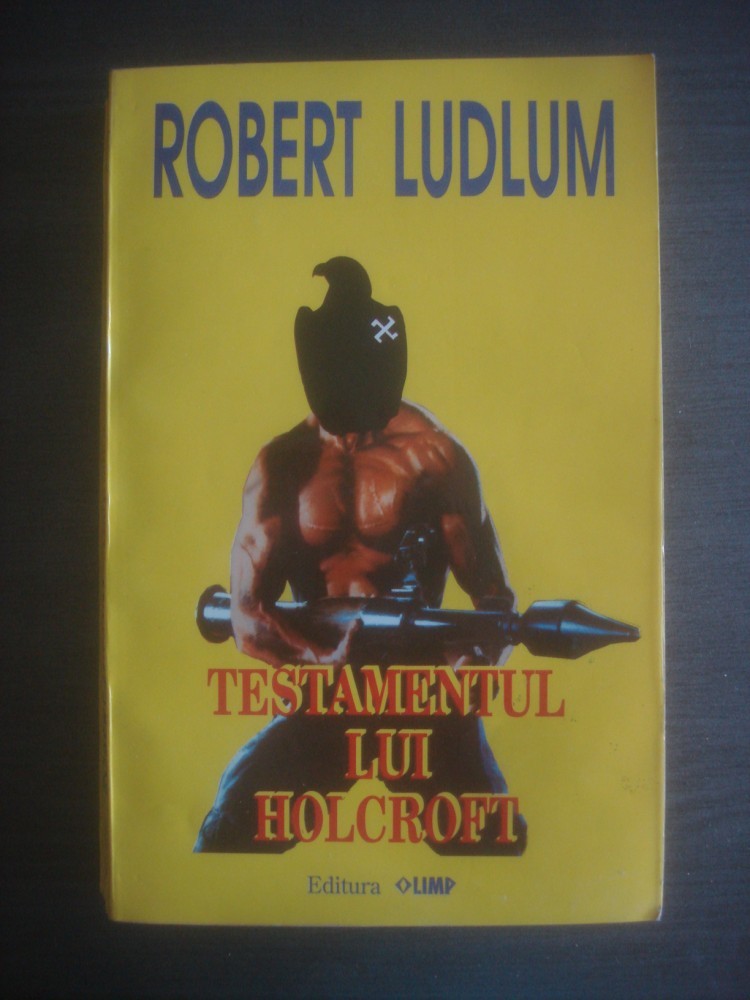 ROBERT LUDLUM
TESTAMENTUL
LUI
HOLCROFT
Editura OLIMP